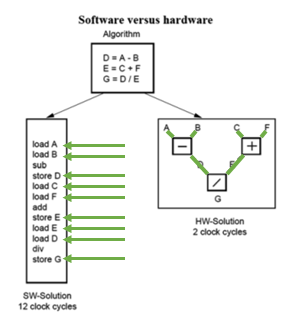 Software versus hardware
Algorithm
D = A - B
E = C + F
G = D / E
load A
load B
sub
store D
load C
load F
add
store E
load E
load D
div
store G
SW-Solution
12 clock cycles
A B C F
− +
D E
/
G
HW-Solution
2 clock cycles